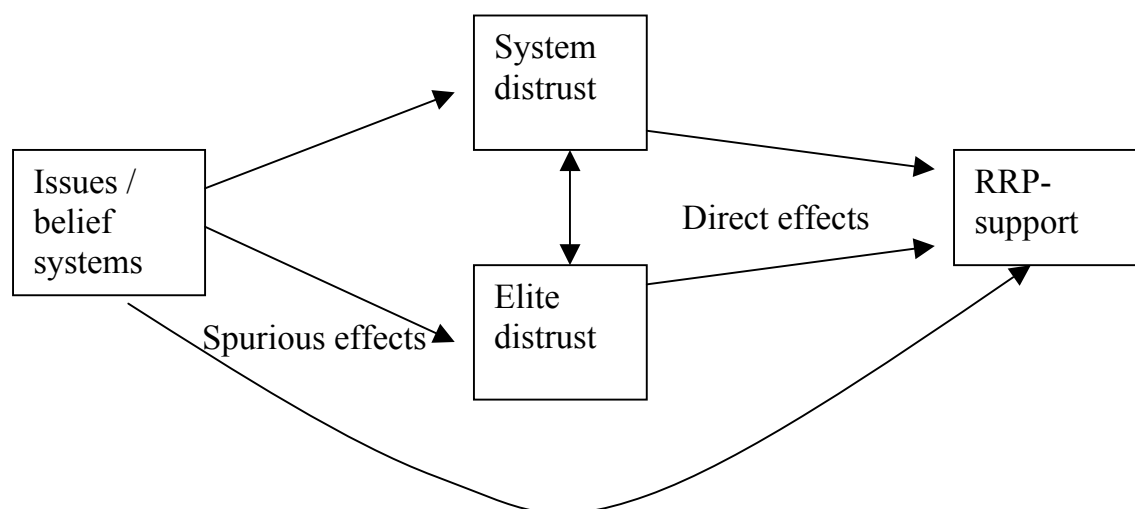 System
distrust
Issues /
belief
systems
RRP-
support
Direct effects
Elite
distrust
Spurious effects